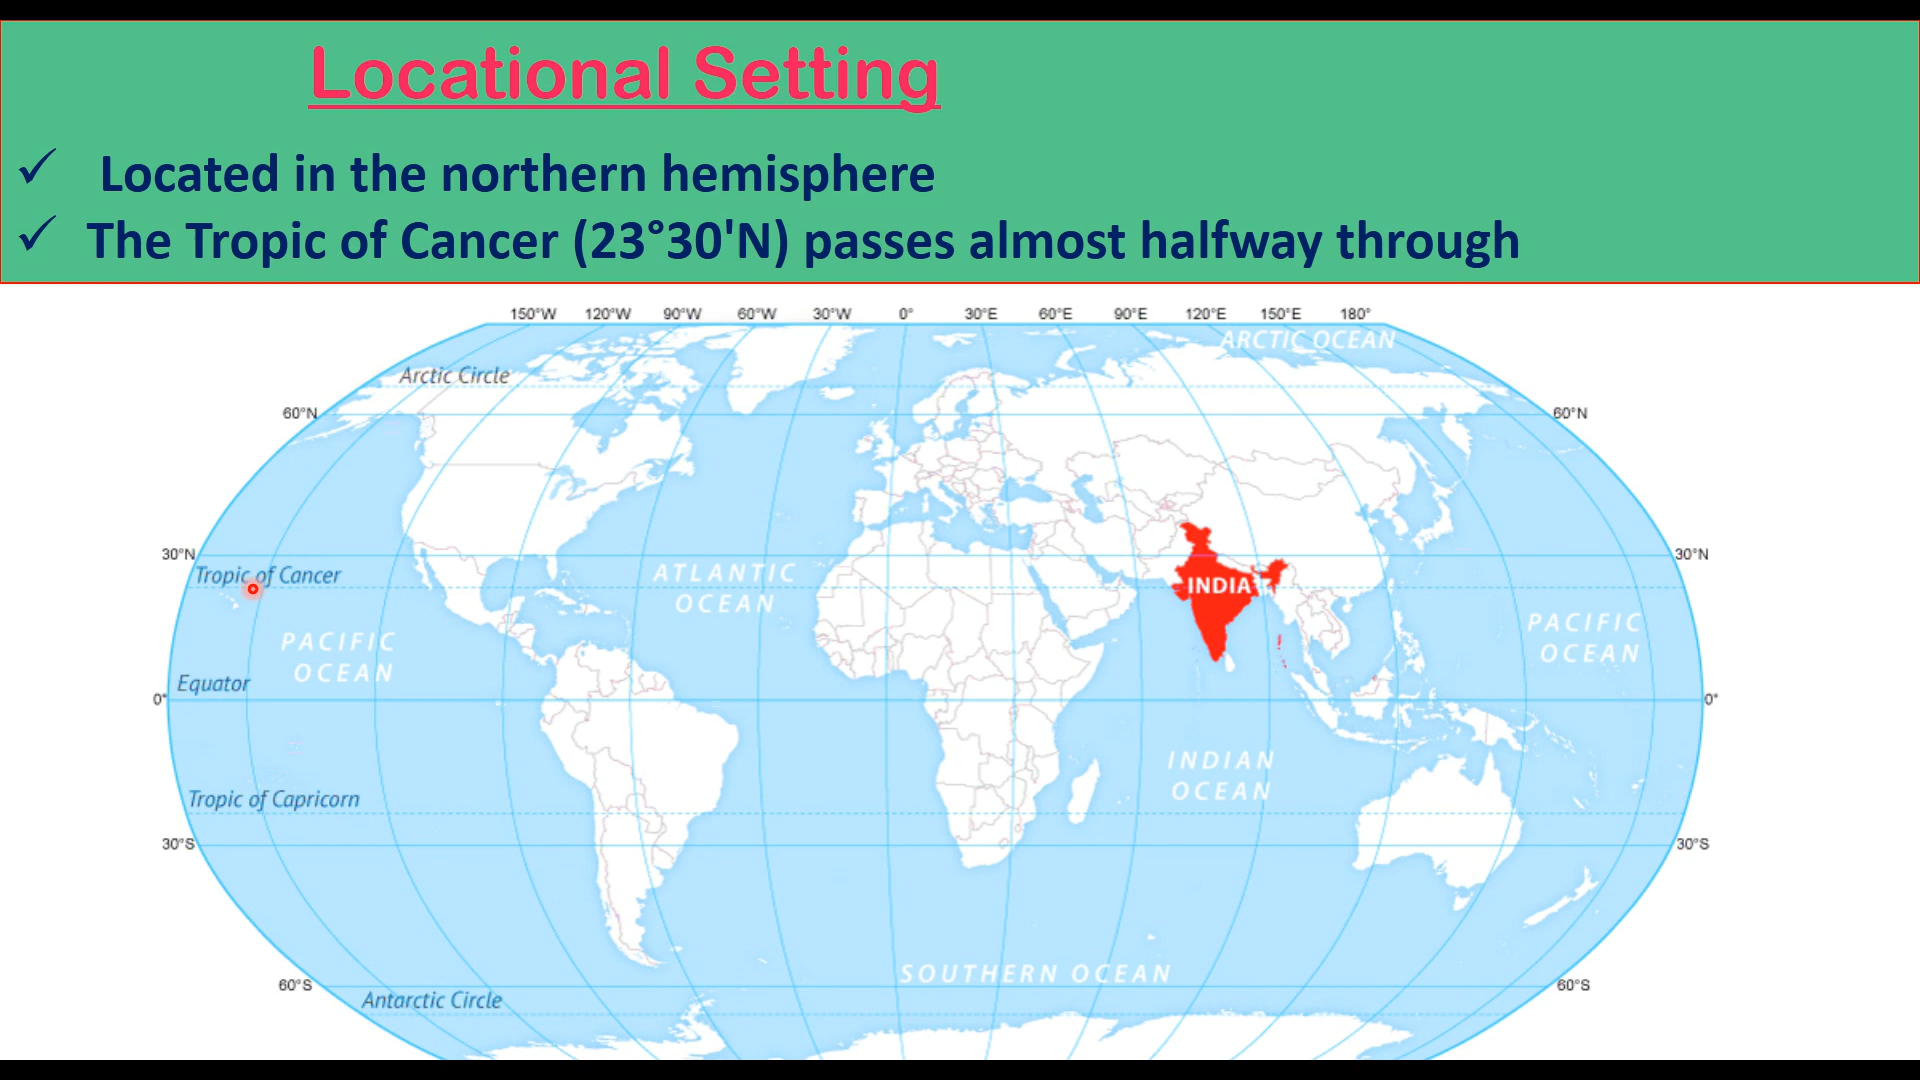 Locational Setting
✓ Located in the northern hemisphere
✓ The Tropic of Cancer (23°30'N) passes almost halfway through
150°W 120°W 90°W 60°W 30°W 0° 30°E 60°E 90°E 120°E 150°E 180°
ARCTIC OCEAN
Arctic Circle
60°N 60°N
30°N 30°N
Tropic of Cancer
ATLANTIC
OCEAN
INDIA
PACIFIC
OCEAN
PACIFIC
OCEAN
Equator
0° 0°
INDIAN
OCEAN
Tropic of Capricorn
30°S 30°S
SOUTHERN OCEAN
60°S 60°S
Antarctic Circle